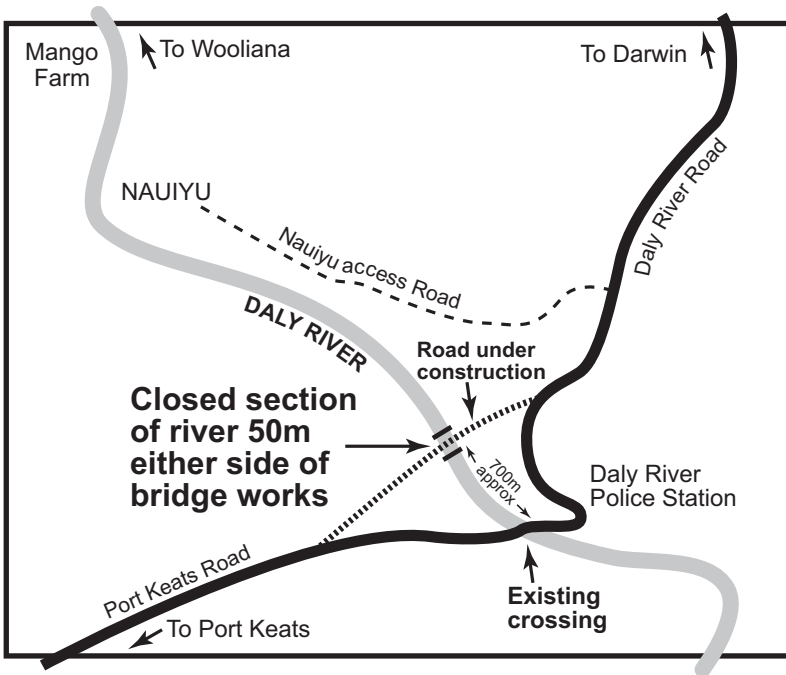 Mango
Farm
To Wooliana
To Darwin
NAUIYU
Nauiyu access Road
Daly River Road
DALY RIVER
Road under
construction
Closed section
of river 50m
either side of
bridge works
700m
approx
Daly River
Police Station
Port Keats Road
Existing
crossing
To Port Keats